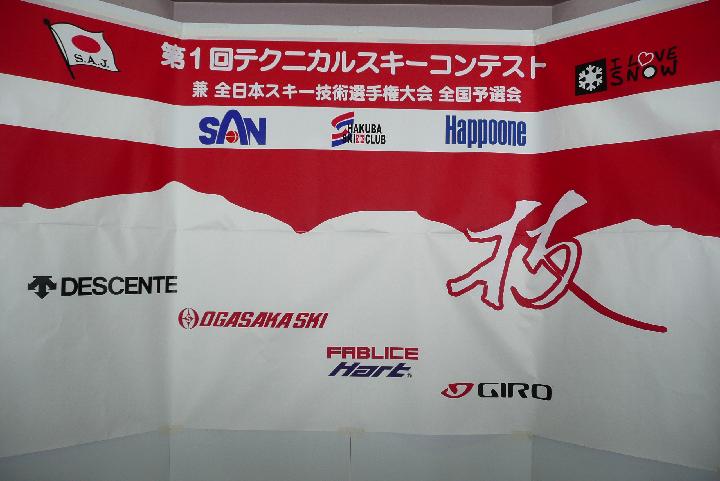 S.A.J.
第1回テクニカルスキーコンテスト
兼 全日本スキー技術選手権大会 全国予選会
I LOVE SNOW
SAN
HAKUBA SKI CLUB
Happoone
技
DESCENTE
OGASAKA SKI
FABLICE
Hart
GIRO